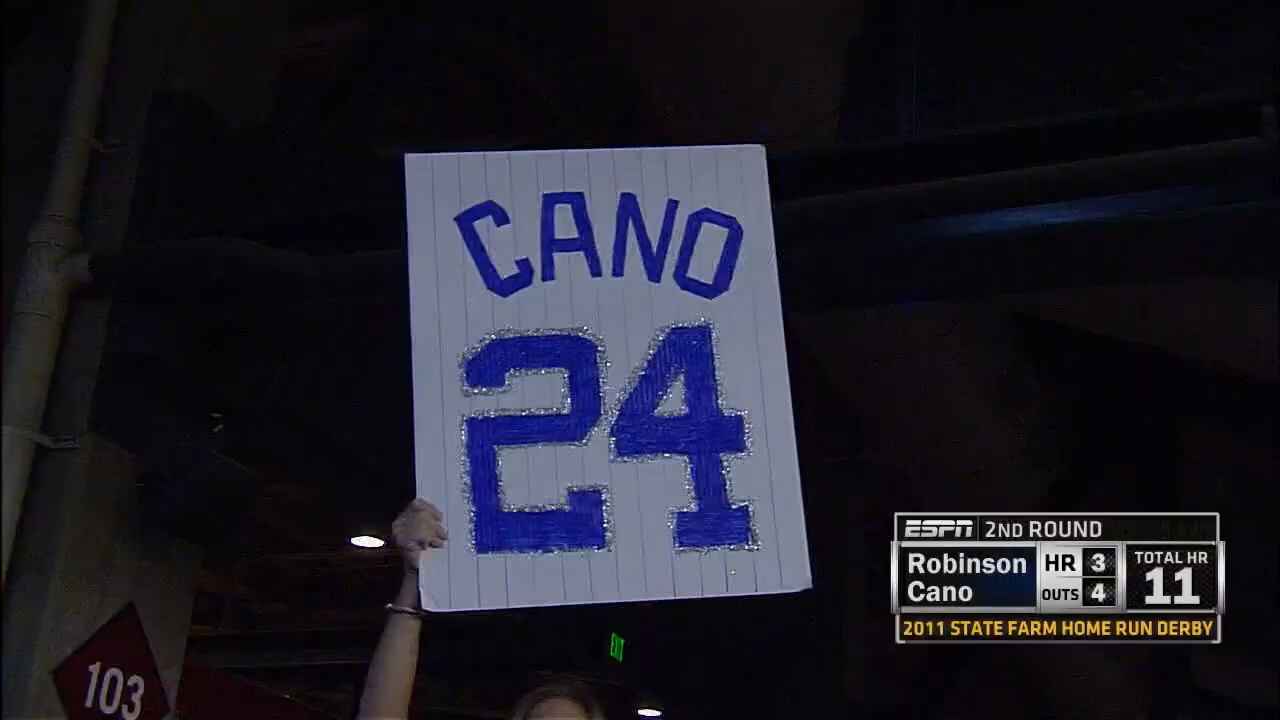 CANO
24
103
EXIT
ESPN 2ND ROUND
Robinson HR 3 TOTAL HR
Cano OUTS 4 11
2011 STATE FARM HOME RUN DERBY